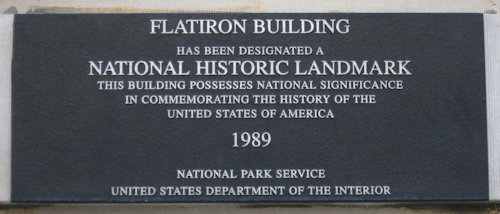 FLATIRON BUILDING
HAS BEEN DESIGNATED A
NATIONAL HISTORIC LANDMARK
THIS BUILDING POSSESSES NATIONAL SIGNIFICANCE
IN COMMEMORATING THE HISTORY OF THE
UNITED STATES OF AMERICA
1989
NATIONAL PARK SERVICE
UNITED STATES DEPARTMENT OF THE INTERIOR